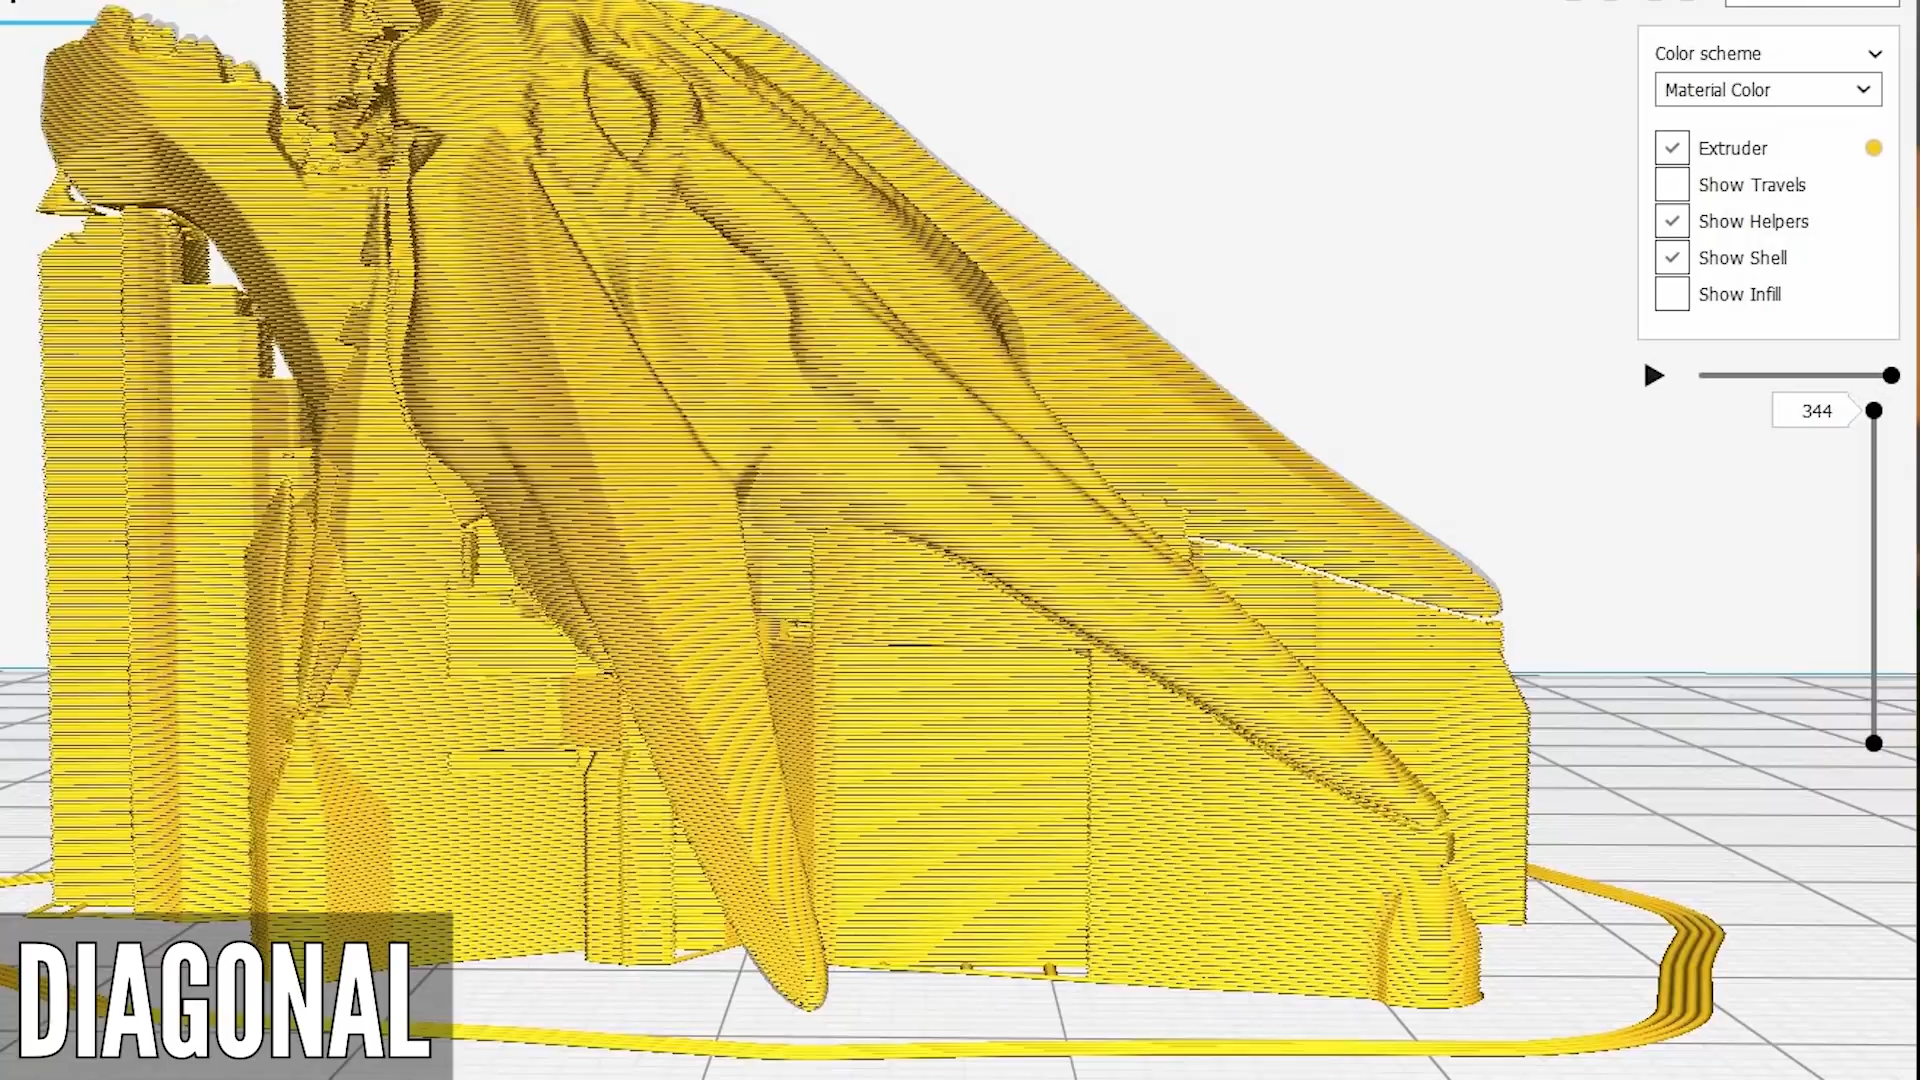 Color scheme
Material Color
Extruder
Show Travels
Show Helpers
Show Shell
Show Infill
344
DIAGONAL